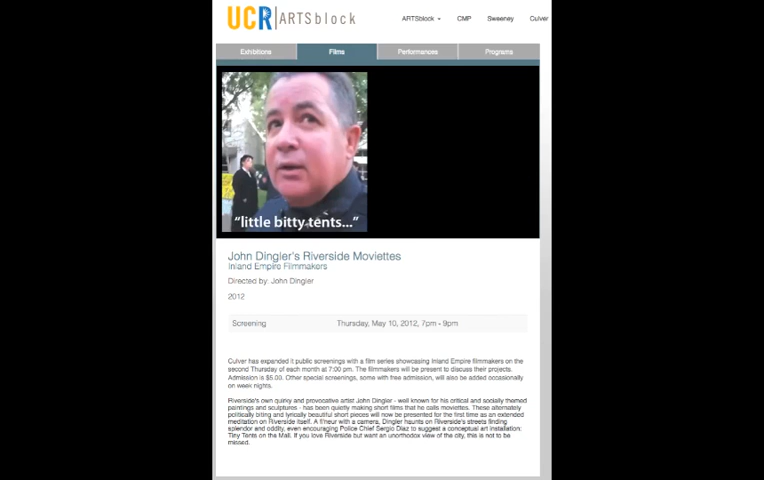 UCR ARTSblock
ARTSblock CMP Sweeney Culver
Exhibitions Films Performances Programs
"little bitty tents..."
John Dingler's Riverside Moviettes
Inland Empire Filmmakers
Directed by: John Dingler
2012
Screening Thursday, May 10, 2012, 7pm - 9pm
Culver has expanded it public screenings with a film series showcasing Inland Empire filmmakers on the
second Thursday of each month at 7:00 pm. The filmmakers will be present to discuss their projects.
Admission is $5.00. Other special screenings, some with free admission, will also be added occasionally
on week nights.
Riverside's own quirky and provocative artist John Dingler - well known for his critical and socially themed
paintings and sculptures - has been quietly making short films that he calls moviettes. These alternately
politically biting and lyrically beautiful short pieces will now be presented for the first time as an extended
meditation on Riverside itself. A fl'neur with a camera, Dingler haunts on Riverside's streets finding
splendor and oddity, even encouraging Police Chief Sergio Diaz to suggest a conceptual art installation:
Tiny Tents on the Mall. If you love Riverside but want an unorthodox view of the city, this is not to be
missed.